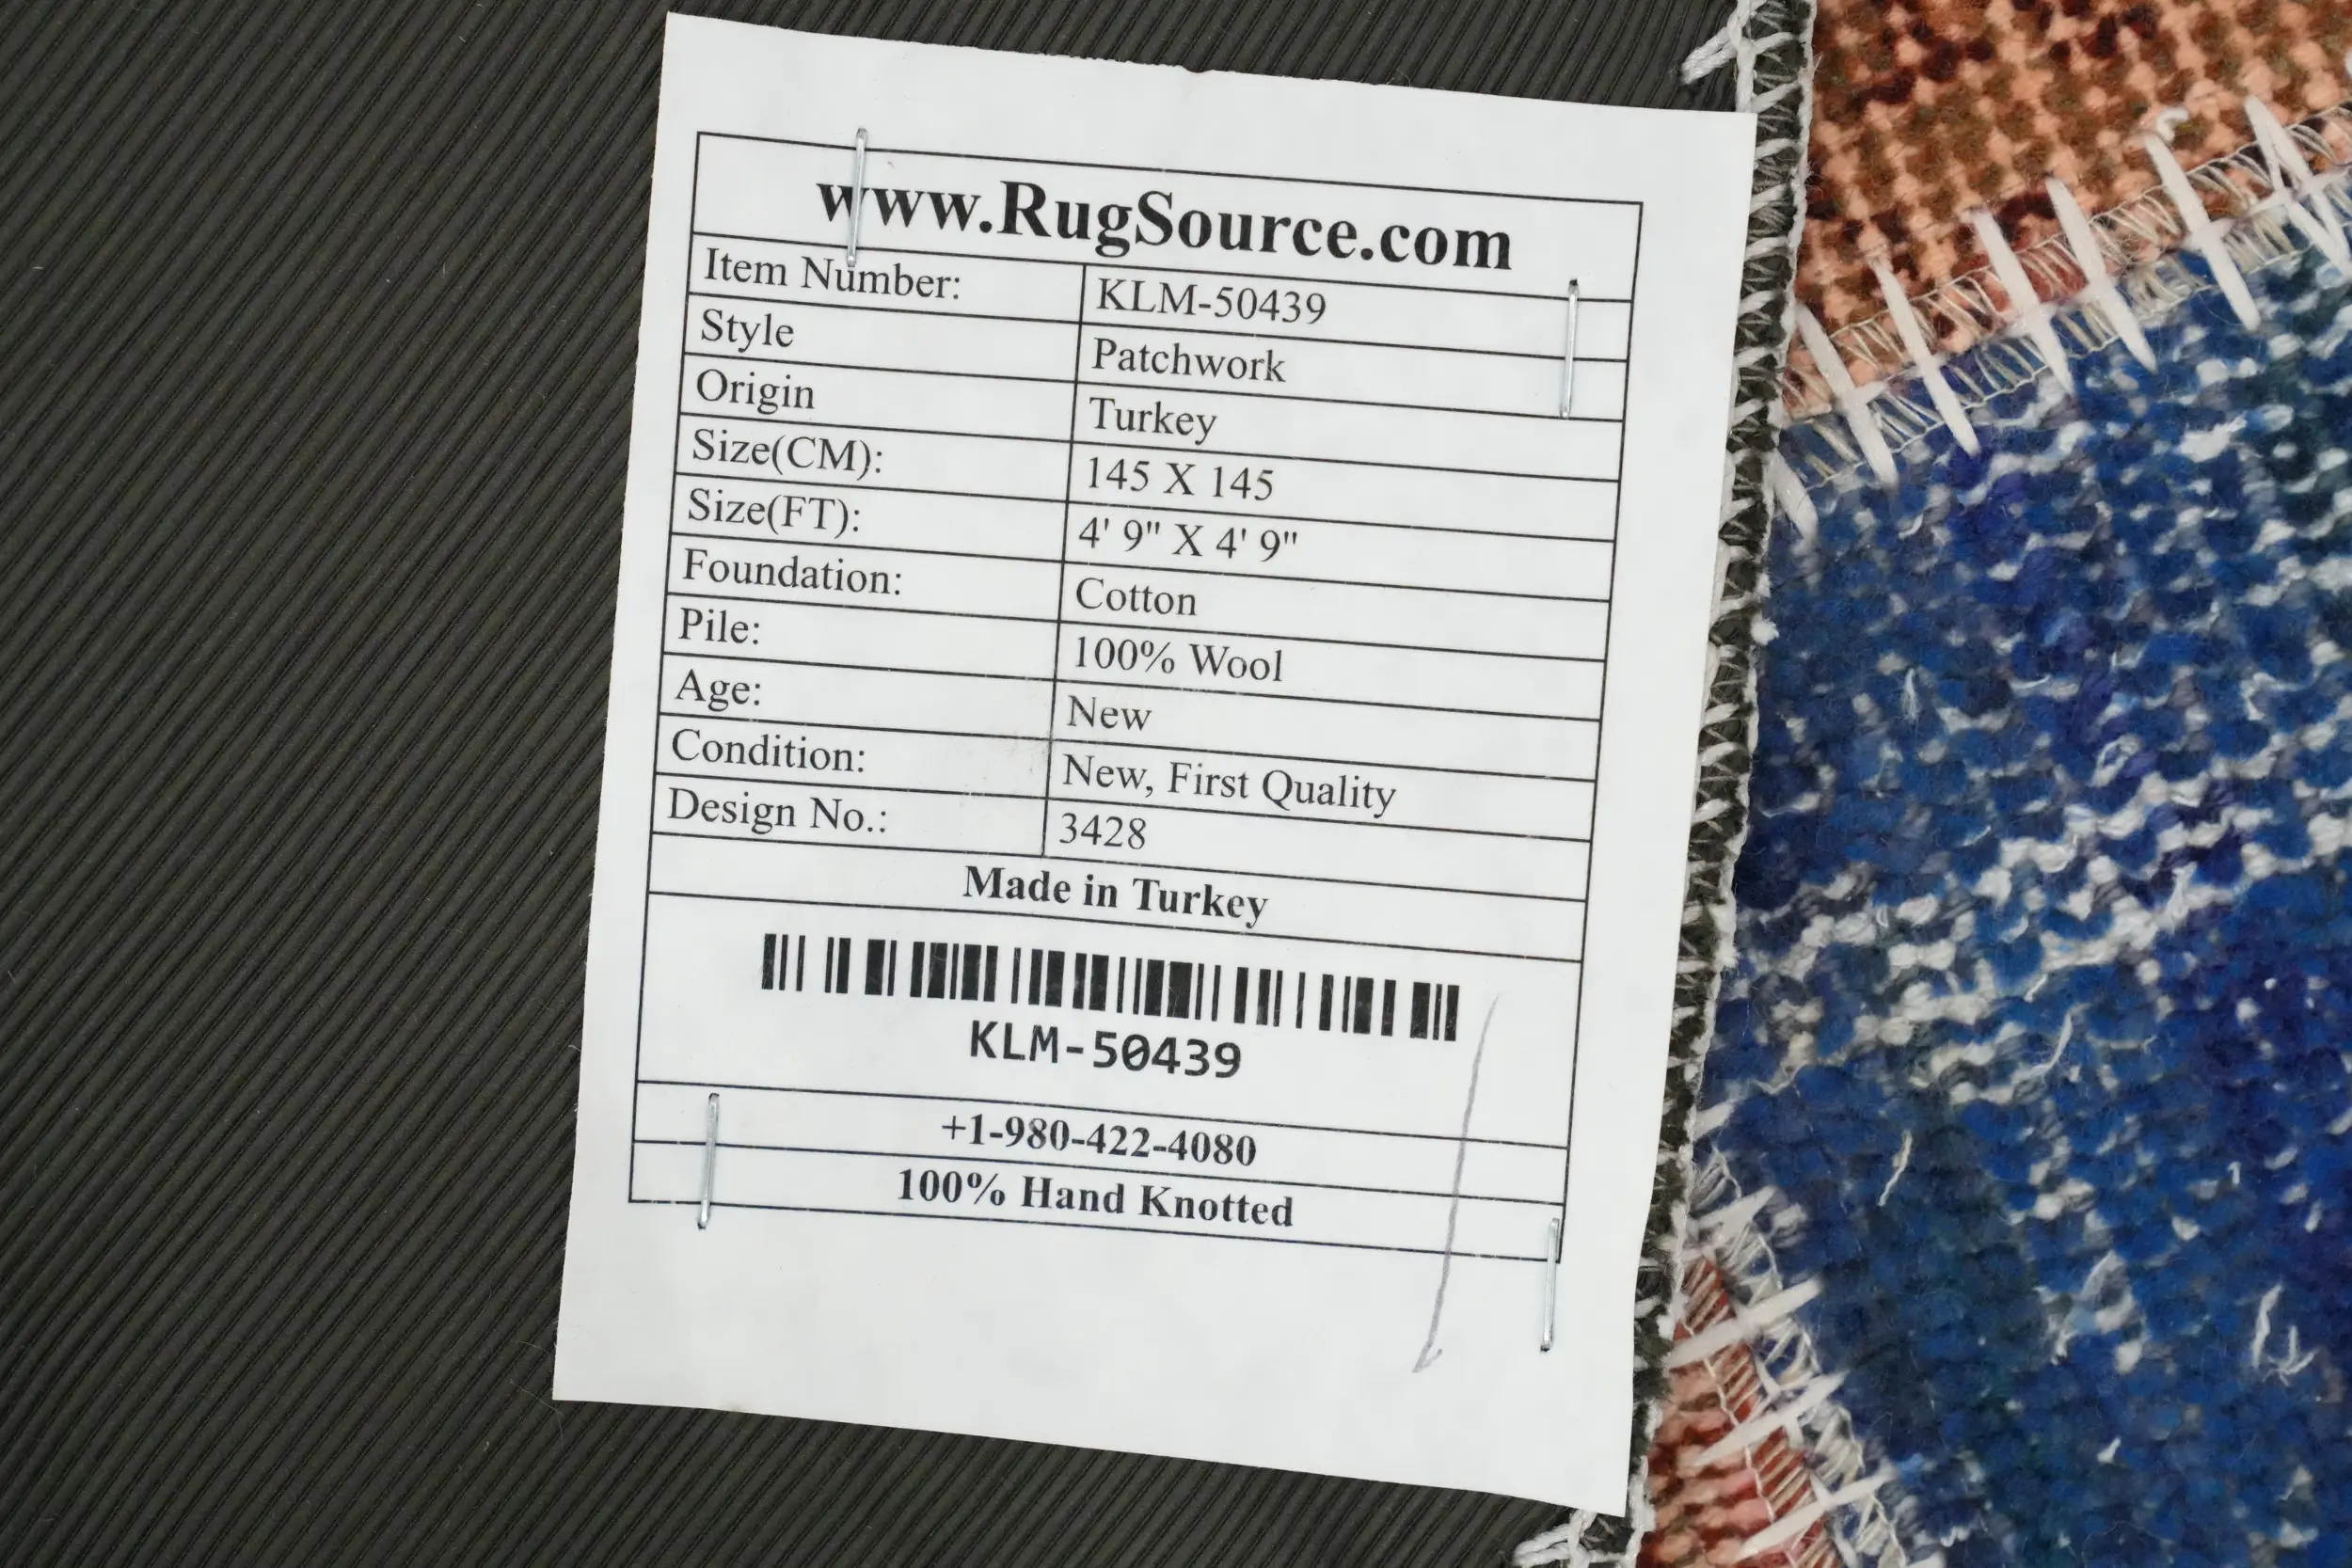 www.RugSource.com
Item Number: KLM-50439
Style Patchwork
Origin Turkey
Size(CM): 145 X 145
Size(FT): 4' 9" X 4' 9"
Foundation: Cotton
Pile: 100% Wool
Age: New
Condition: New, First Quality
Design No.: 3428
Made in Turkey
KLM-50439
+1-980-422-4080
100% Hand Knotted